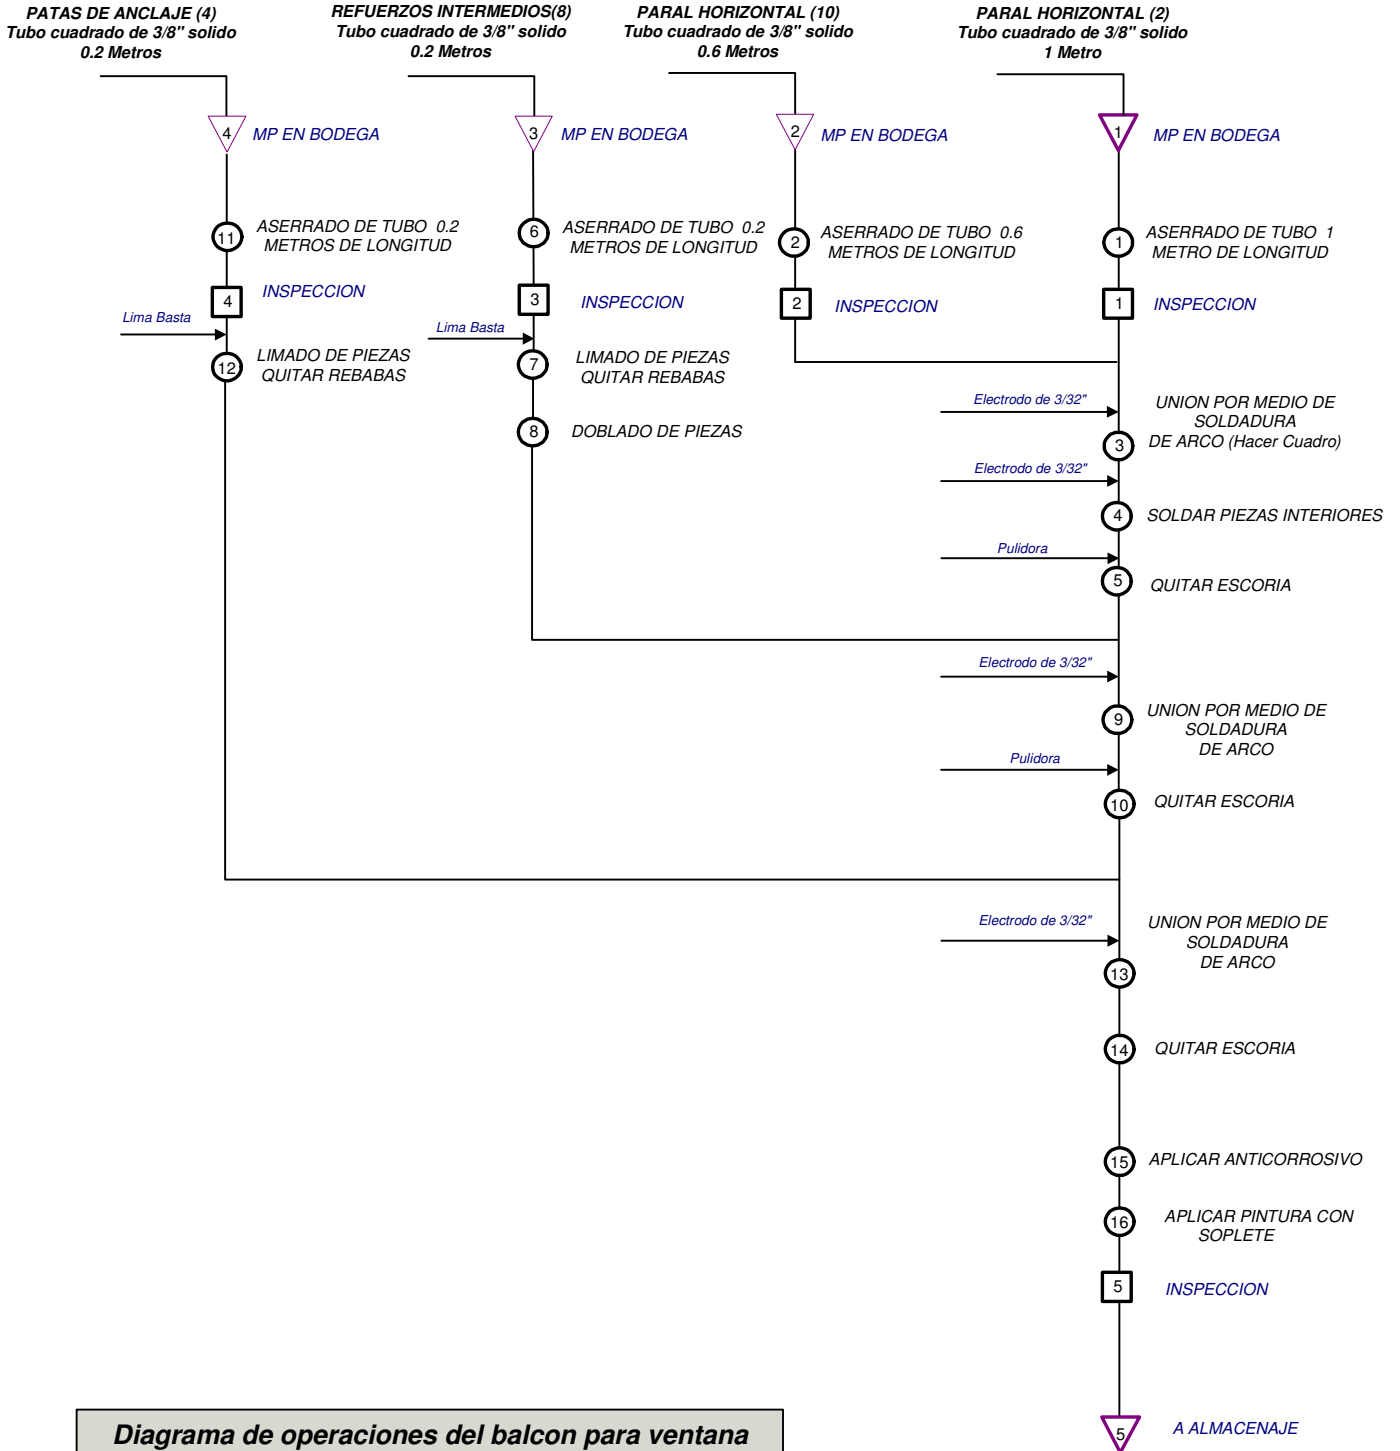 PATAS DE ANCLAJE (4)
Tubo cuadrado de 3/8" solido
0.2 Metros
REFUERZOS INTERMEDIOS(8)
Tubo cuadrado de 3/8" solido
0.2 Metros
PARAL HORIZONTAL (10)
Tubo cuadrado de 3/8" solido
0.6 Metros
PARAL HORIZONTAL (2)
Tubo cuadrado de 3/8" solido
1 Metro
4
MP EN BODEGA
3
MP EN BODEGA
2
MP EN BODEGA
1
MP EN BODEGA
11
ASERRADO DE TUBO 0.2
METROS DE LONGITUD
6
ASERRADO DE TUBO 0.2
METROS DE LONGITUD
2
ASERRADO DE TUBO 0.6
METROS DE LONGITUD
1
ASERRADO DE TUBO 1
METRO DE LONGITUD
4
INSPECCION
3
INSPECCION
2
INSPECCION
1
INSPECCION
Lima Basta
Lima Basta
12
LIMADO DE PIEZAS
QUITAR REBABAS
7
LIMADO DE PIEZAS
QUITAR REBABAS
8
DOBLADO DE PIEZAS
Electrodo de 3/32"
UNION POR MEDIO DE
SOLDADURA
DE ARCO (Hacer Cuadro)
3
Electrodo de 3/32"
4
SOLDAR PIEZAS INTERIORES
Pulidora
5
QUITAR ESCORIA
Electrodo de 3/32"
9
UNION POR MEDIO DE
SOLDADURA
DE ARCO
Pulidora
10
QUITAR ESCORIA
Electrodo de 3/32"
UNION POR MEDIO DE
SOLDADURA
DE ARCO
13
14
QUITAR ESCORIA
15
APLICAR ANTICORROSIVO
16
APLICAR PINTURA CON
SOPLETE
5
INSPECCION
5
A ALMACENAJE
Diagrama de operaciones del balcon para ventana